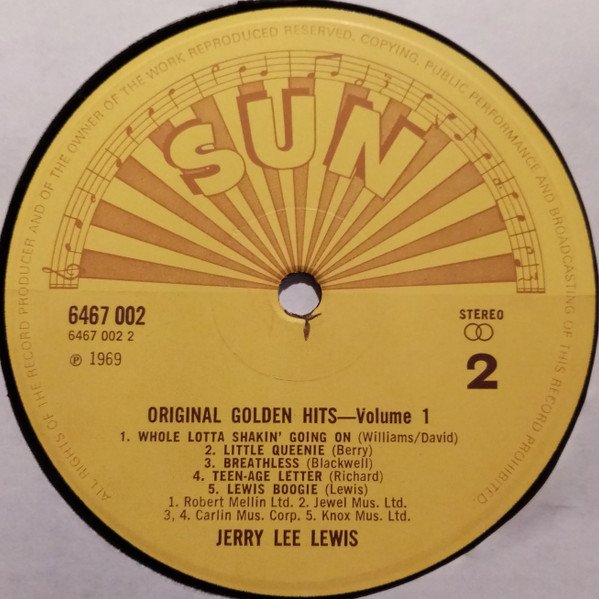 ALL RIGHTS OF THE RECORD PRODUCER AND OF THE OWNER OF THE WORK REPRODUCED RESERVED. COPYING, PUBLIC PERFORMANCE AND BROADCASTING OF THIS RECORD PROHIBITED.
SUN
6467 002
6467 002 2
℗ 1969
STEREO
2
ORIGINAL GOLDEN HITS—Volume 1
1. WHOLE LOTTA SHAKIN' GOING ON (Williams/David)
2. LITTLE QUEENIE (Berry)
3. BREATHLESS (Blackwell)
4. TEEN-AGE LETTER (Richard)
5. LEWIS BOOGIE (Lewis)
1. Robert Mellin Ltd. 2. Jewel Mus. Ltd.
3, 4. Carlin Mus. Corp. 5. Knox Mus. Ltd.
JERRY LEE LEWIS